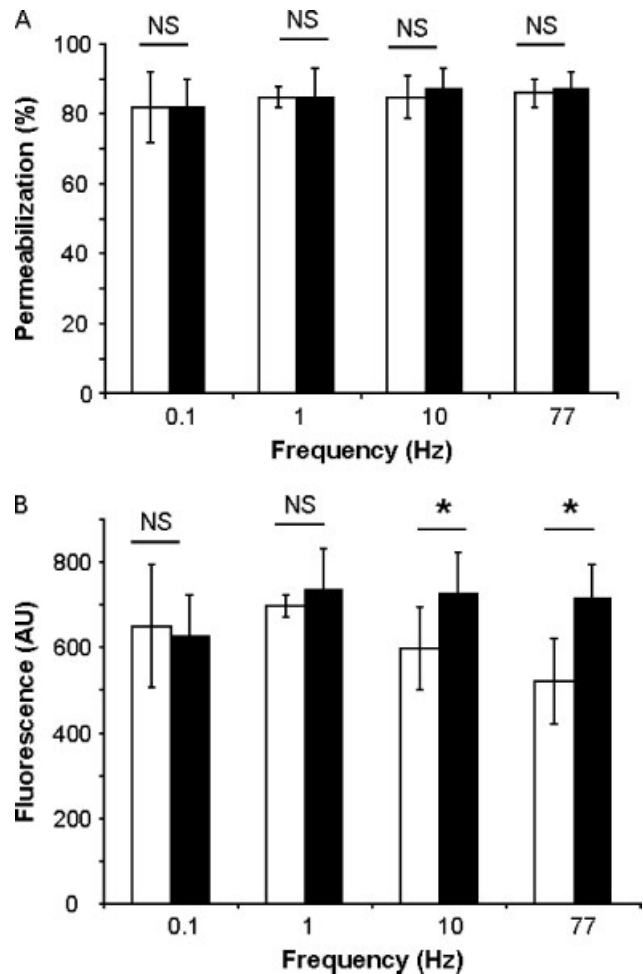 A
NS NS NS NS
100
80
60
40
20
0
Permeabilization (%)
0.1 1 10 77
Frequency (Hz)
B
NS NS * *
800
600
400
200
0
Fluorescence (AU)
0.1 1 10 77
Frequency (Hz)